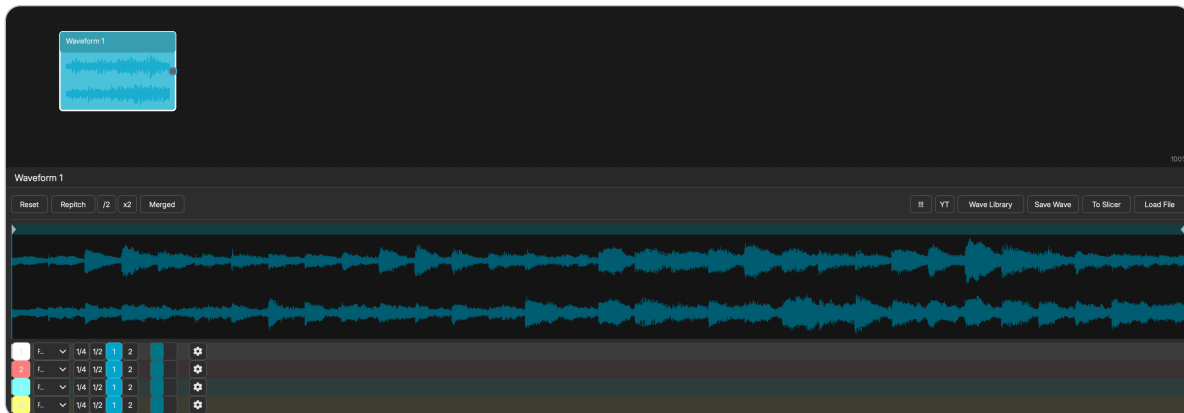 Waveform 1
100%
Waveform 1
Reset Repitch /2 x2 Merged !!! YT Wave Library Save Wave To Slicer Load File
1 F... 1/4 1/2 1 2
2 F... 1/4 1/2 1 2
F... 1/4 1/2 1 2
F... 1/4 1/2 1 2